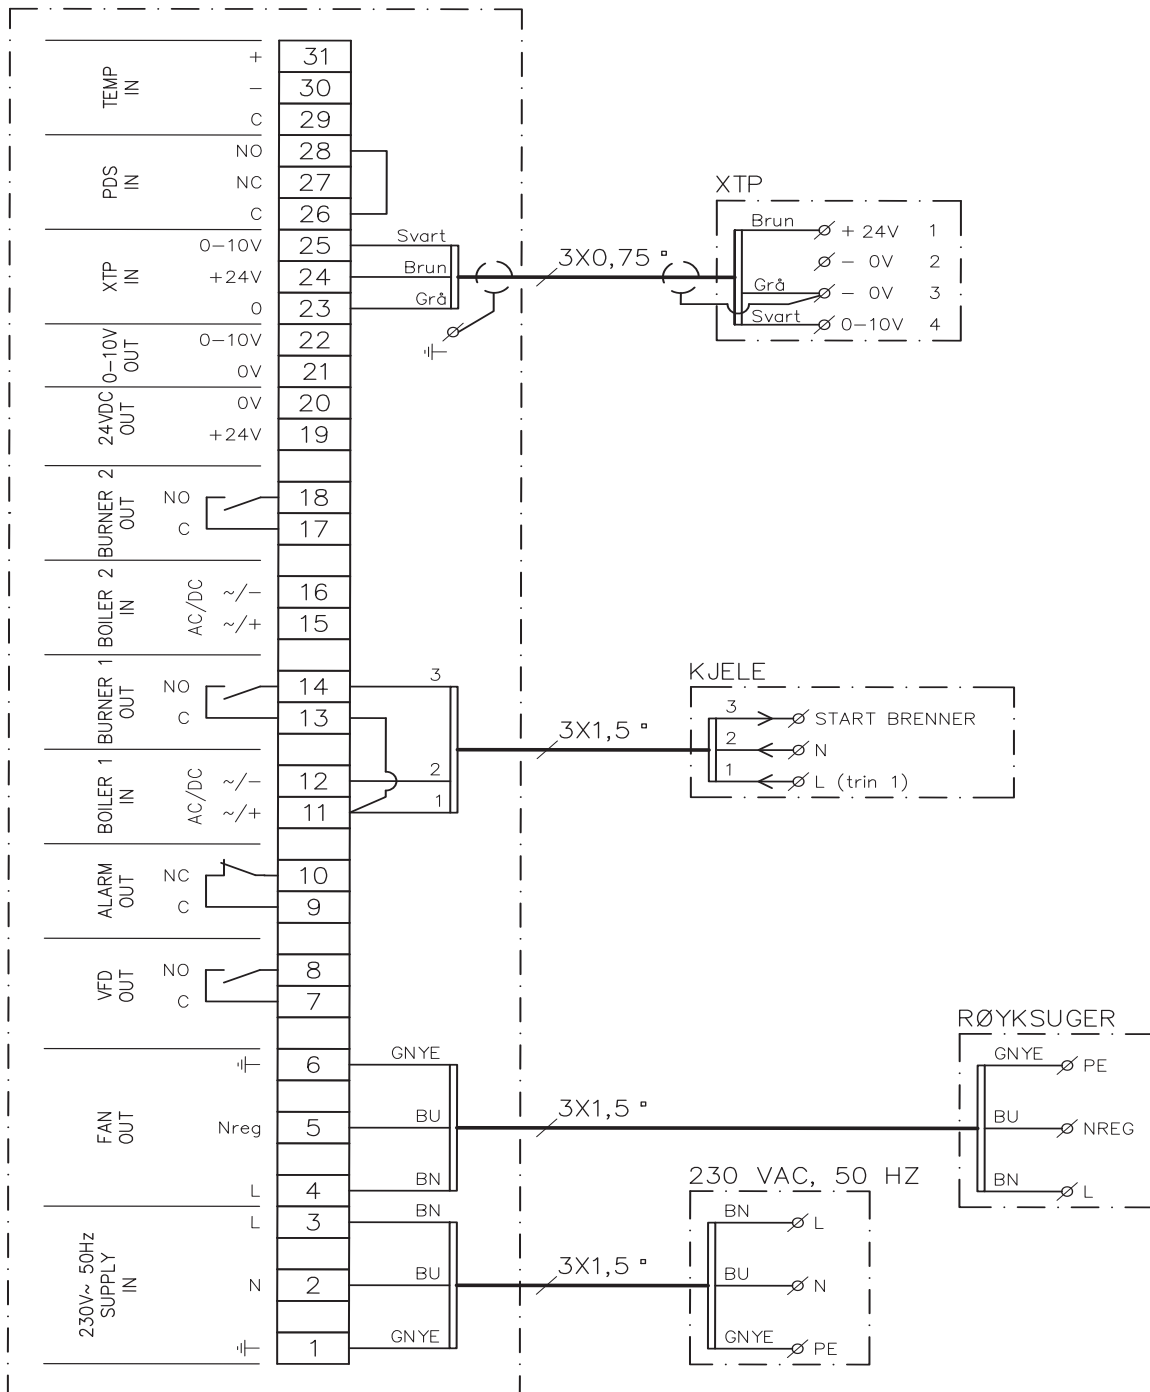 TEMP IN
+ 31
– 30
C 29
PDS IN
NO 28
NC 27
C 26
XTP IN
0–10V 25 Svart
+24V 24 Brun
0 23 Grå
0–10V OUT
0–10V 22
0V 21
24VDC OUT
0V 20
+24V 19
BURNER 2 OUT
NO 18
C 17
BOILER 2 IN
AC/DC
~/– 16
~/+ 15
BURNER 1 OUT
NO 14 3
C 13
BOILER 1 IN
AC/DC
~/– 12 2
~/+ 11 1
ALARM OUT
NC 10
C 9
VFD OUT
NO 8
C 7
FAN OUT
6 GNYE
Nreg 5 BU
L 4 BN
230V~ 50Hz SUPPLY IN
L 3 BN
N 2 BU
1 GNYE
3X0,75 ▫
XTP
Brun + 24V 1
– 0V 2
Grå – 0V 3
Svart 0–10V 4
3X1,5 ▫
KJELE
3 START BRENNER
2 N
1 L (trin 1)
3X1,5 ▫
RØYKSUGER
GNYE PE
BU NREG
BN L
3X1,5 ▫
230 VAC, 50 HZ
BN L
BU N
GNYE PE